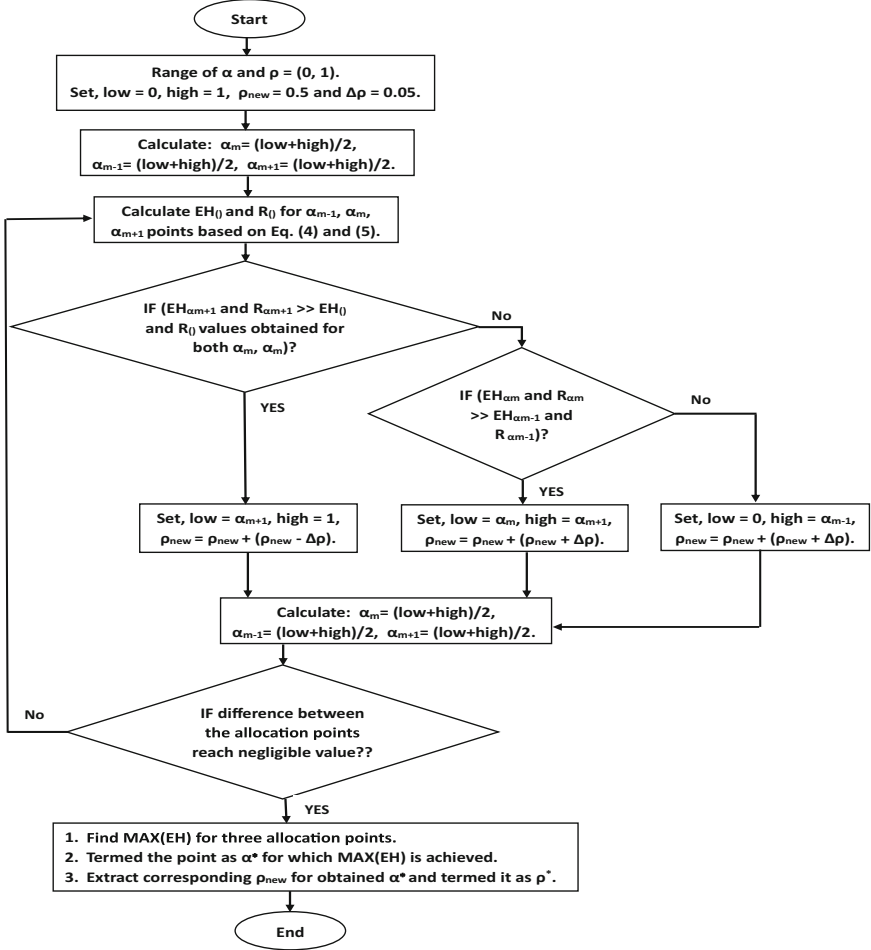 Start
Range of α and ρ = (0, 1).
Set, low = 0, high = 1, ρnew = 0.5 and Δρ = 0.05.
Calculate: αm= (low+high)/2,
αm-1= (low+high)/2, αm+1= (low+high)/2.
Calculate EH() and R() for αm-1, αm,
αm+1 points based on Eq. (4) and (5).
IF (EHαm+1 and Rαm+1 >> EH()
and R() values obtained for
both αm, αm)?
No
YES
IF (EHαm and Rαm
>> EHαm-1 and
R αm-1)?
No
YES
Set, low = αm+1, high = 1,
ρnew = ρnew + (ρnew - Δρ).
Set, low = αm, high = αm+1,
ρnew = ρnew + (ρnew + Δρ).
Set, low = 0, high = αm-1,
ρnew = ρnew + (ρnew + Δρ).
Calculate: αm= (low+high)/2,
αm-1= (low+high)/2, αm+1= (low+high)/2.
No
IF difference between
the allocation points
reach negligible value??
YES
1. Find MAX(EH) for three allocation points.
2. Termed the point as α* for which MAX(EH) is achieved.
3. Extract corresponding ρnew for obtained α* and termed it as ρ*.
End